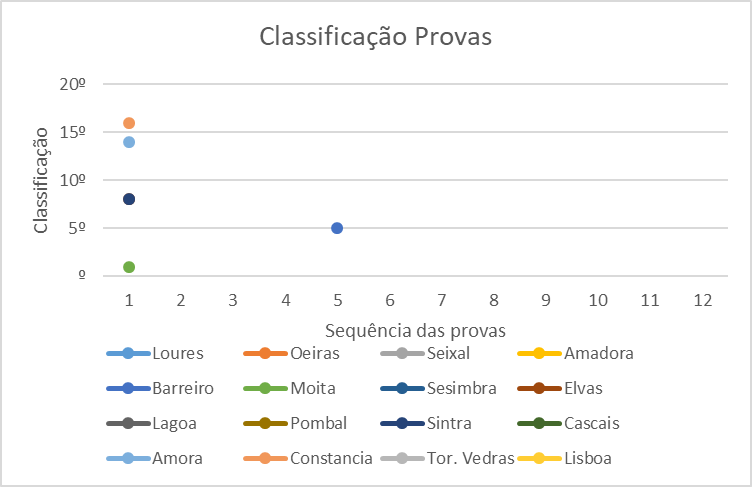 Classificação Provas
20º
15º
10º
5º
º
Classificação
1 2 3 4 5 6 7 8 9 10 11 12
Sequência das provas
Loures Oeiras Seixal Amadora
Barreiro Moita Sesimbra Elvas
Lagoa Pombal Sintra Cascais
Amora Constancia Tor. Vedras Lisboa